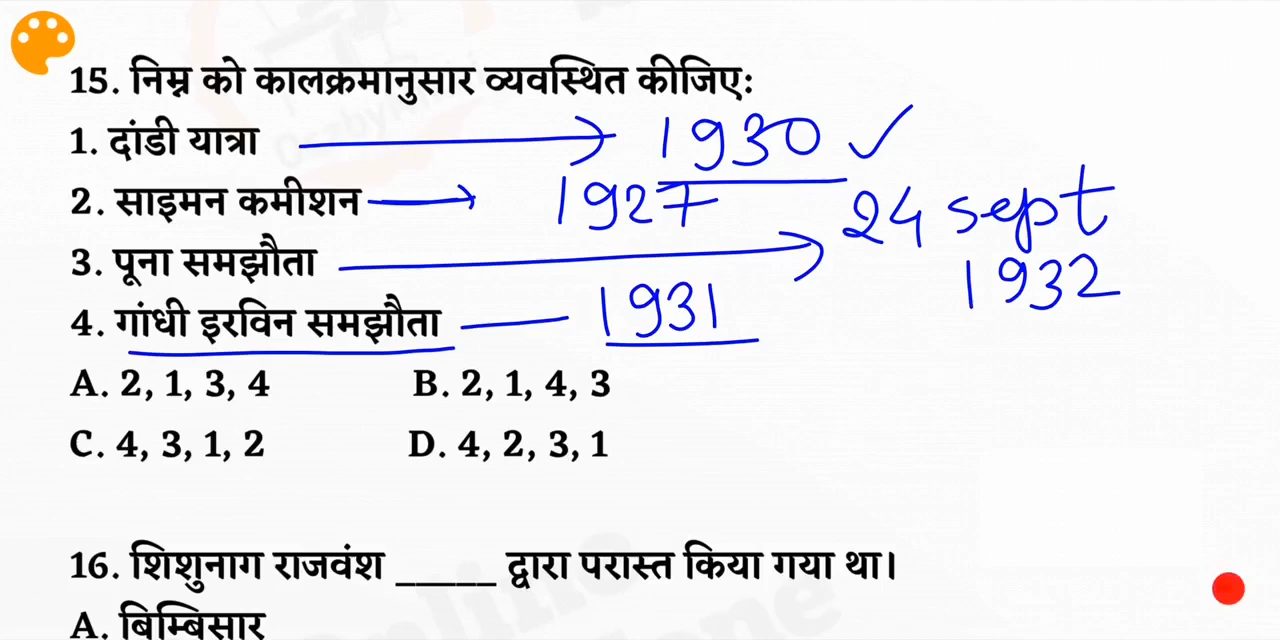 15. निम्न को कालक्रमानुसार व्यवस्थित कीजिए:
1. दांडी यात्रा 1930
2. साइमन कमीशन 1927
24 sept
3. पूना समझौता 1932
4. गांधी इरविन समझौता 1931
A. 2, 1, 3, 4 B. 2, 1, 4, 3
C. 4, 3, 1, 2 D. 4, 2, 3, 1
16. शिशुनाग राजवंश _____ द्वारा परास्त किया गया था।
A. बिम्बिसार